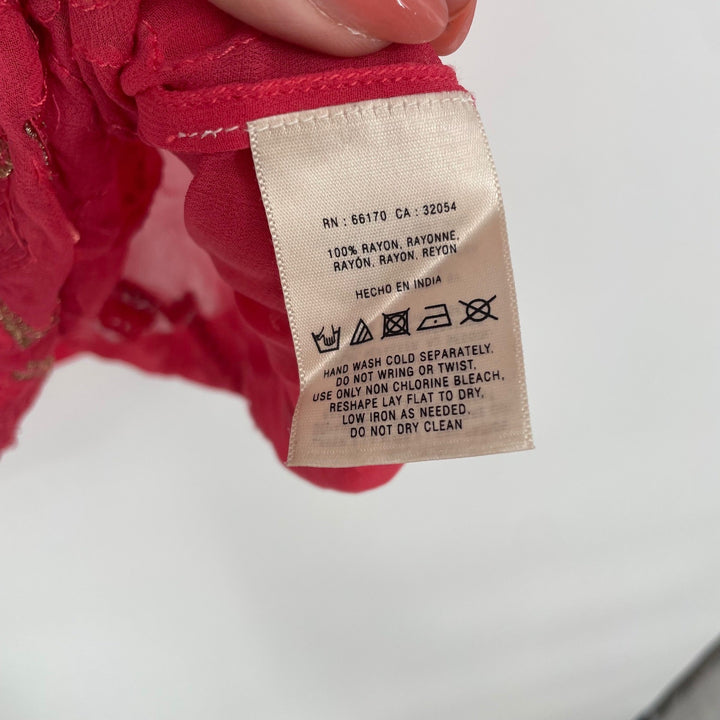 RN : 66170 CA : 32054
100% RAYON, RAYONNE,
RAYÓN, RAYON, REYON
HECHO EN INDIA
HAND WASH COLD SEPARATELY.
DO NOT WRING OR TWIST.
USE ONLY NON CHLORINE BLEACH,
RESHAPE LAY FLAT TO DRY,
LOW IRON AS NEEDED.
DO NOT DRY CLEAN